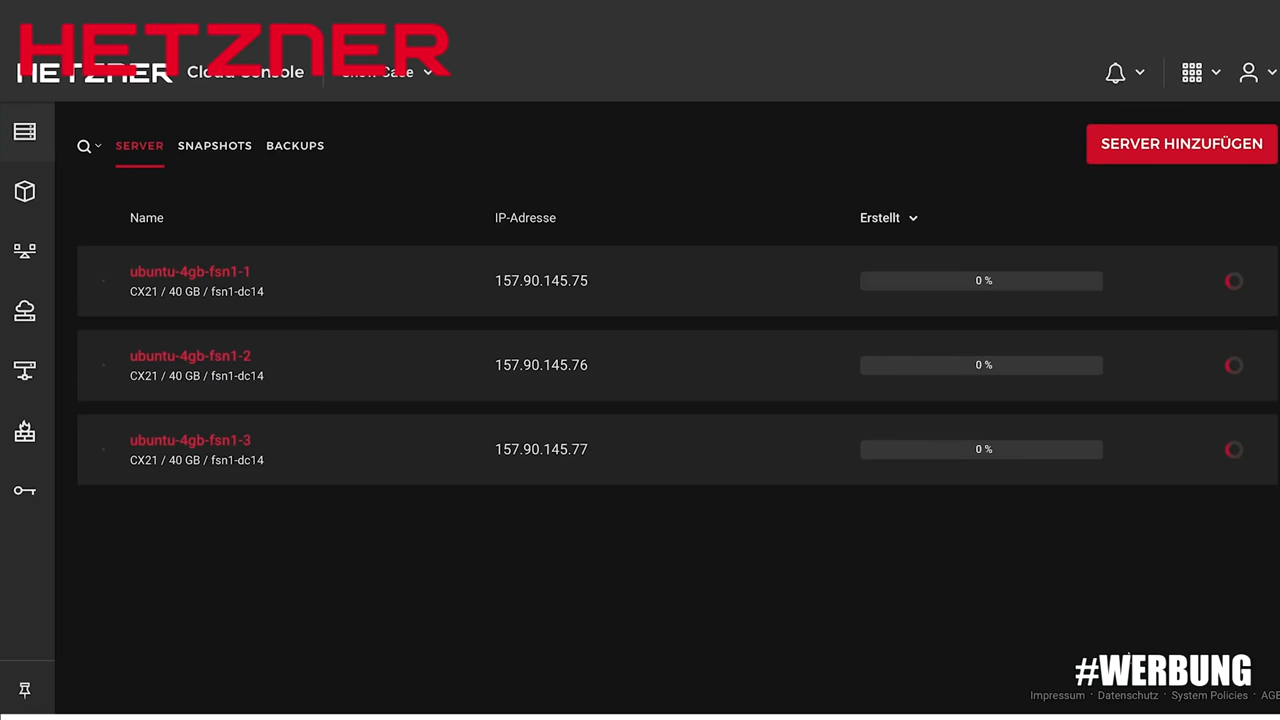 HETZNER
HETZNER Cloud Console Show Case
SERVER SNAPSHOTS BACKUPS
SERVER HINZUFÜGEN
Name IP-Adresse Erstellt
ubuntu-4gb-fsn1-1
CX21 / 40 GB / fsn1-dc14
157.90.145.75
0 %
ubuntu-4gb-fsn1-2
CX21 / 40 GB / fsn1-dc14
157.90.145.76
0 %
ubuntu-4gb-fsn1-3
CX21 / 40 GB / fsn1-dc14
157.90.145.77
0 %
#WERBUNG
Impressum · Datenschutz · System Policies · AGB